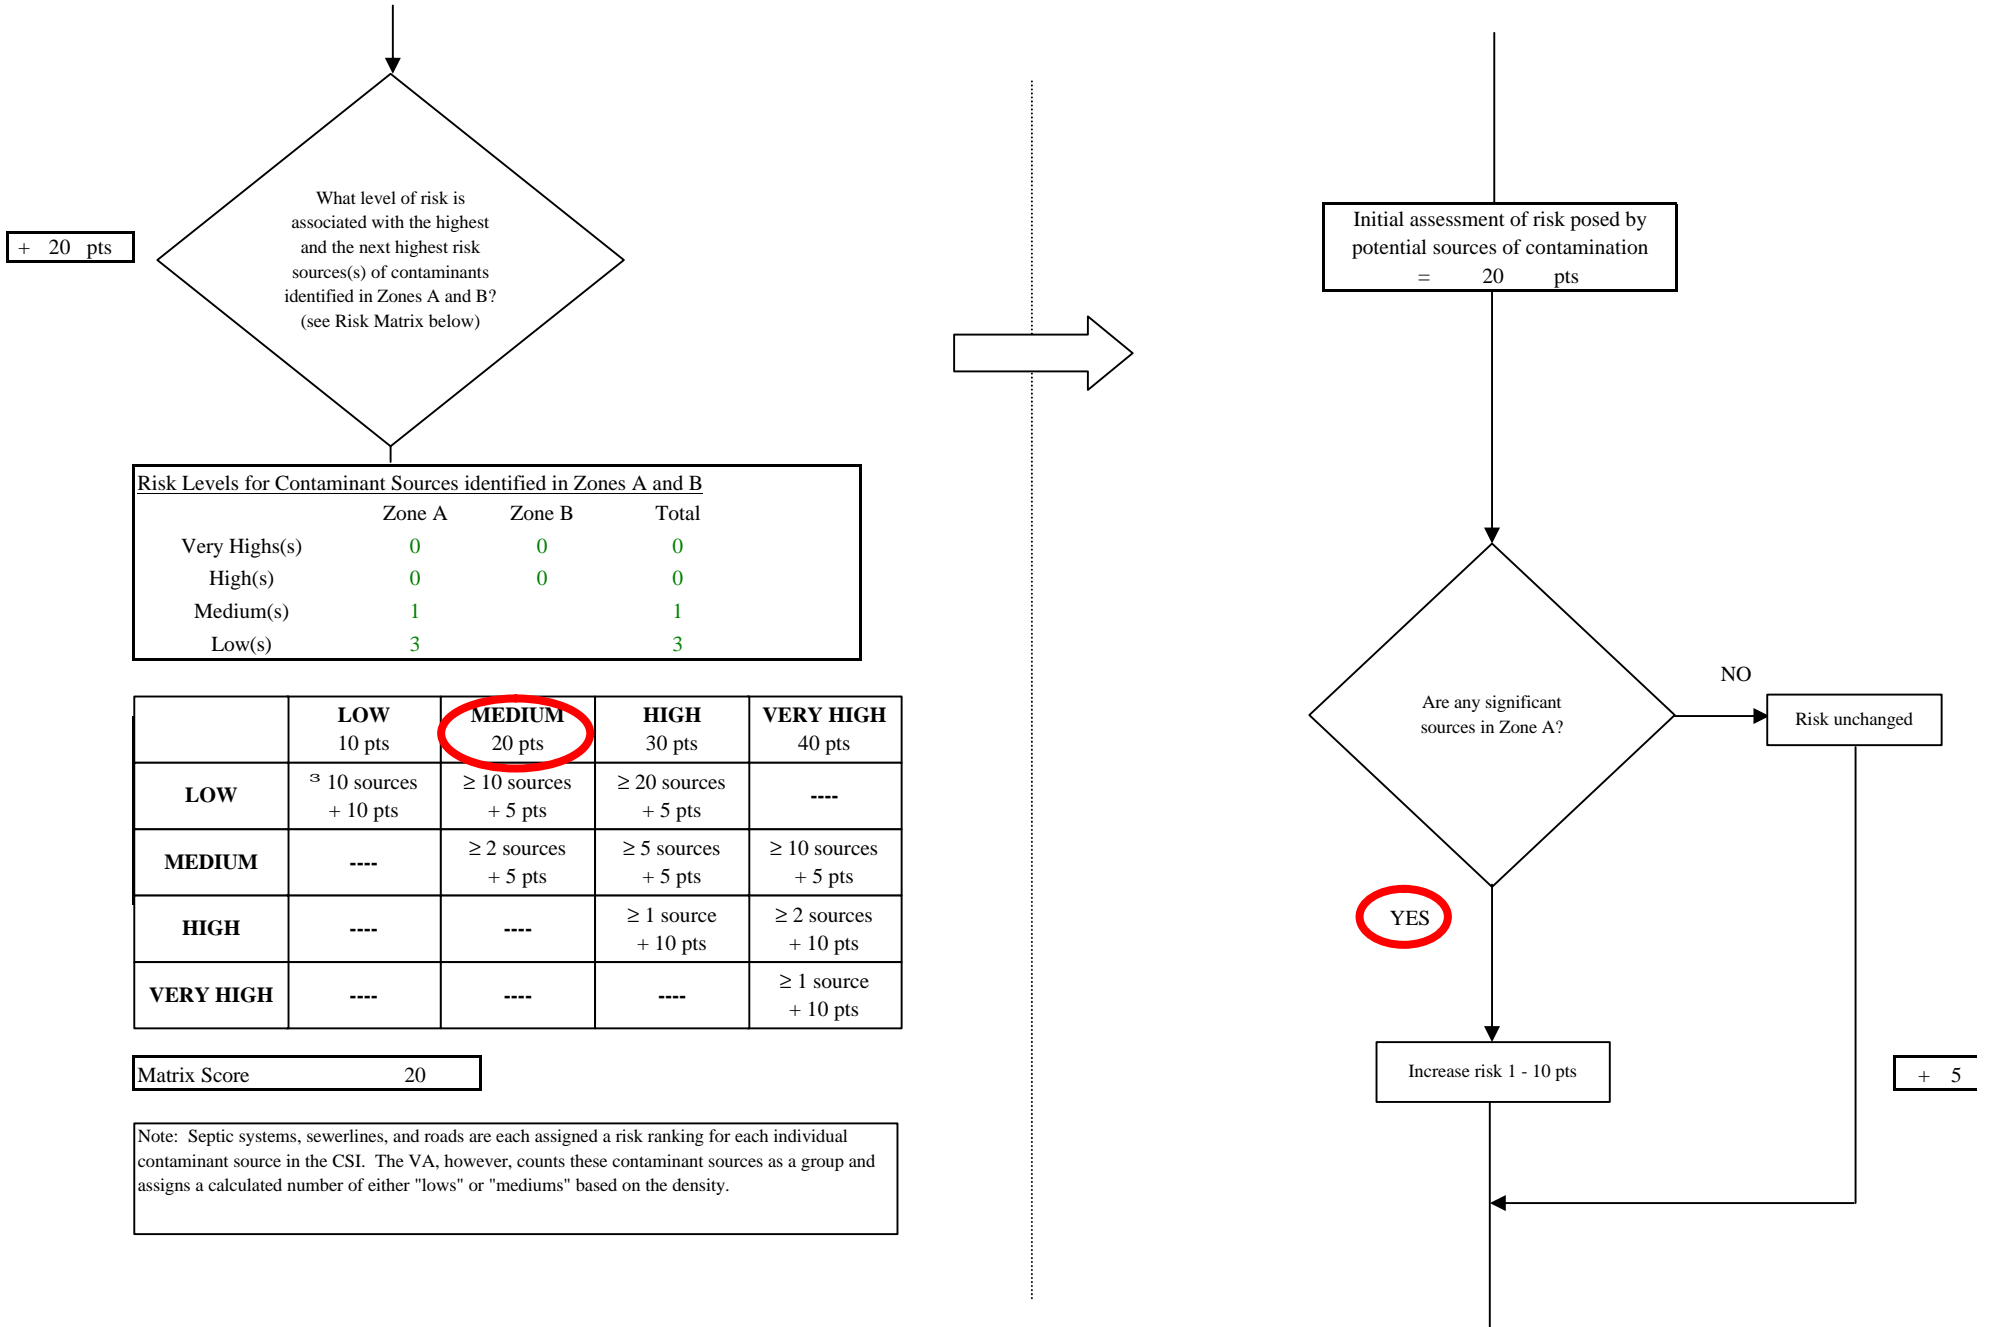 What level of risk is
associated with the highest
and the next highest risk
sources(s) of contaminants
identified in Zones A and B?
(see Risk Matrix below)
+ 20 pts
Risk Levels for Contaminant Sources identified in Zones A and B
Zone A Zone B Total
Very Highs(s) 0 0 0
High(s) 0 0 0
Medium(s) 1 1
Low(s) 3 3
LOW MEDIUM HIGH VERY HIGH
10 pts 20 pts 30 pts 40 pts
LOW
³ 10 sources
+ 10 pts
≥ 10 sources
+ 5 pts
≥ 20 sources
+ 5 pts
----
MEDIUM
----
≥ 2 sources
+ 5 pts
≥ 5 sources
+ 5 pts
≥ 10 sources
+ 5 pts
HIGH
----
----
≥ 1 source
+ 10 pts
≥ 2 sources
+ 10 pts
VERY HIGH
----
----
----
≥ 1 source
+ 10 pts
Matrix Score 20
Note: Septic systems, sewerlines, and roads are each assigned a risk ranking for each individual
contaminant source in the CSI. The VA, however, counts these contaminant sources as a group and
assigns a calculated number of either "lows" or "mediums" based on the density.
Initial assessment of risk posed by
potential sources of contamination
= 20 pts
Are any significant
sources in Zone A?
NO
Risk unchanged
YES
Increase risk 1 - 10 pts
+ 5